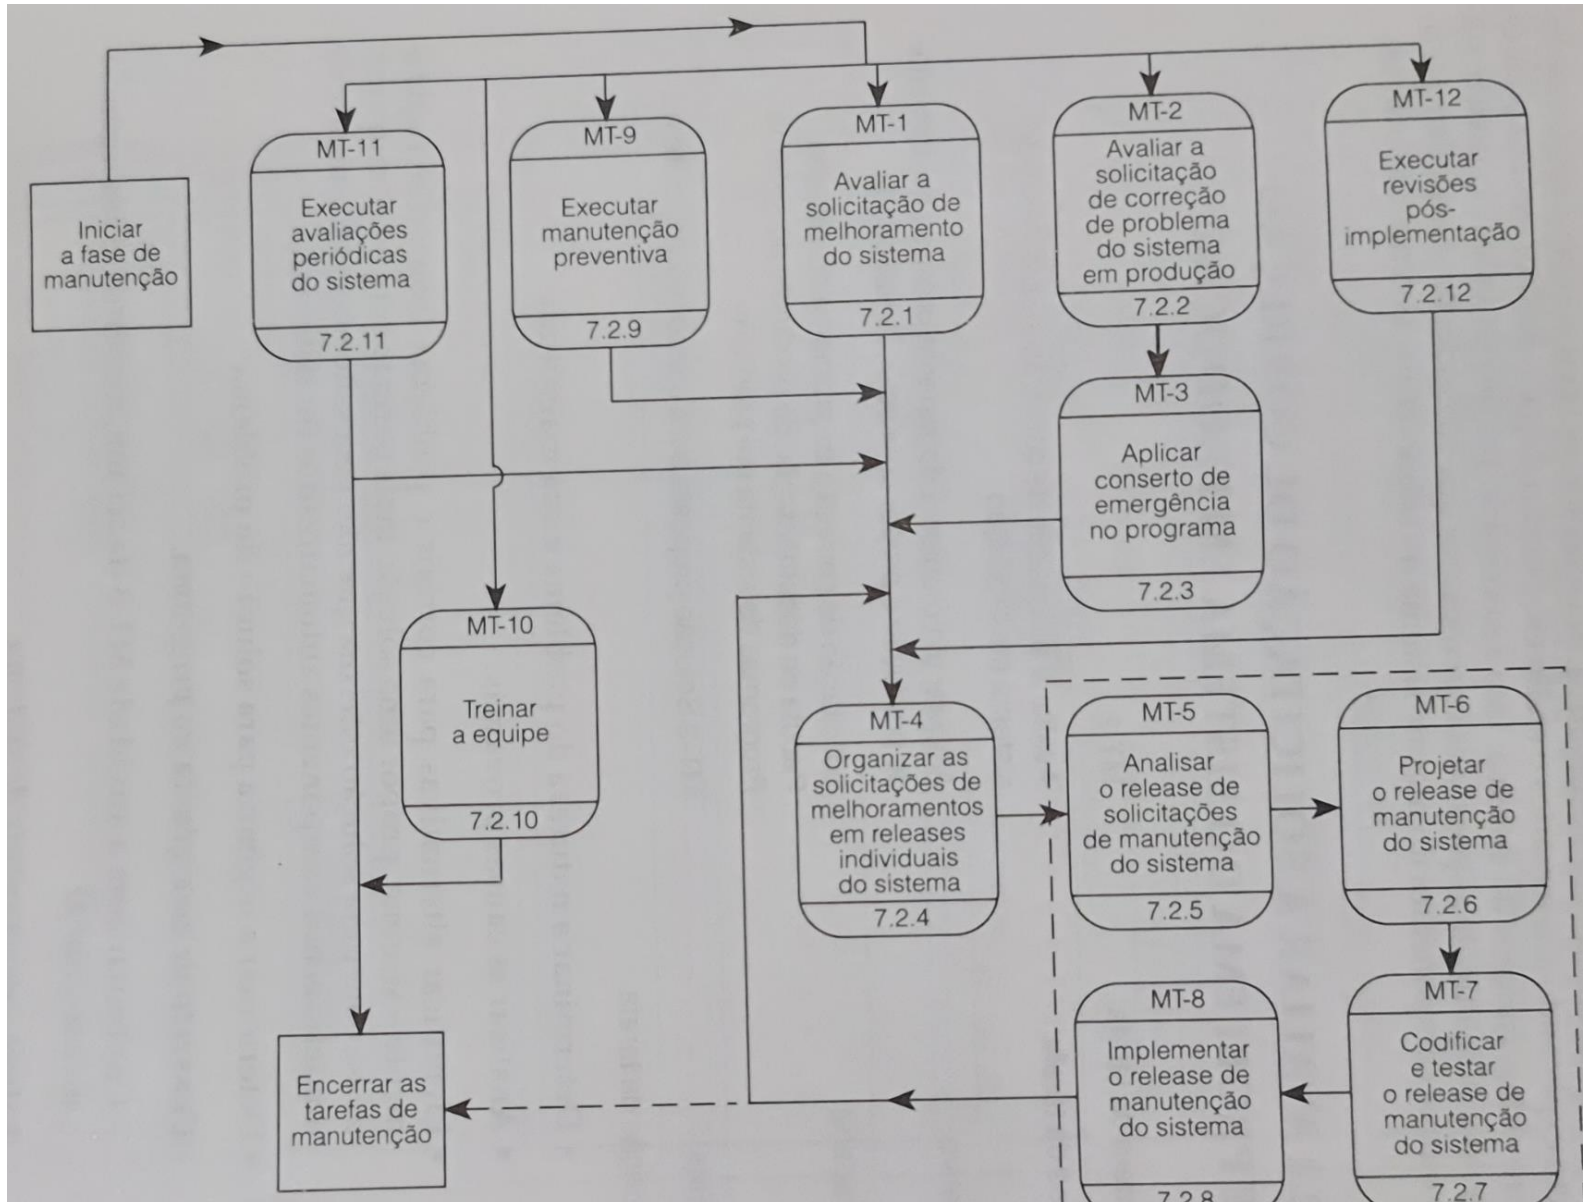 Iniciar
a fase de
manutenção
MT-11
Executar
avaliações
periódicas
do sistema
7.2.11
MT-9
Executar
manutenção
preventiva
7.2.9
MT-1
Avaliar a
solicitação de
melhoramento
do sistema
7.2.1
MT-2
Avaliar a
solicitação
de correção
de problema
do sistema
em produção
7.2.2
MT-12
Executar
revisões
pós-
implementação
7.2.12
MT-3
Aplicar
conserto de
emergência
no programa
7.2.3
MT-10
Treinar
a equipe
7.2.10
MT-4
Organizar as
solicitações de
melhoramentos
em releases
individuais
do sistema
7.2.4
MT-5
Analisar
o release de
solicitações
de manutenção
do sistema
7.2.5
MT-6
Projetar
o release de
manutenção
do sistema
7.2.6
MT-7
Codificar
e testar
o release de
manutenção
do sistema
7.2.7
MT-8
Implementar
o release de
manutenção
do sistema
7.2.8
Encerrar as
tarefas de
manutenção